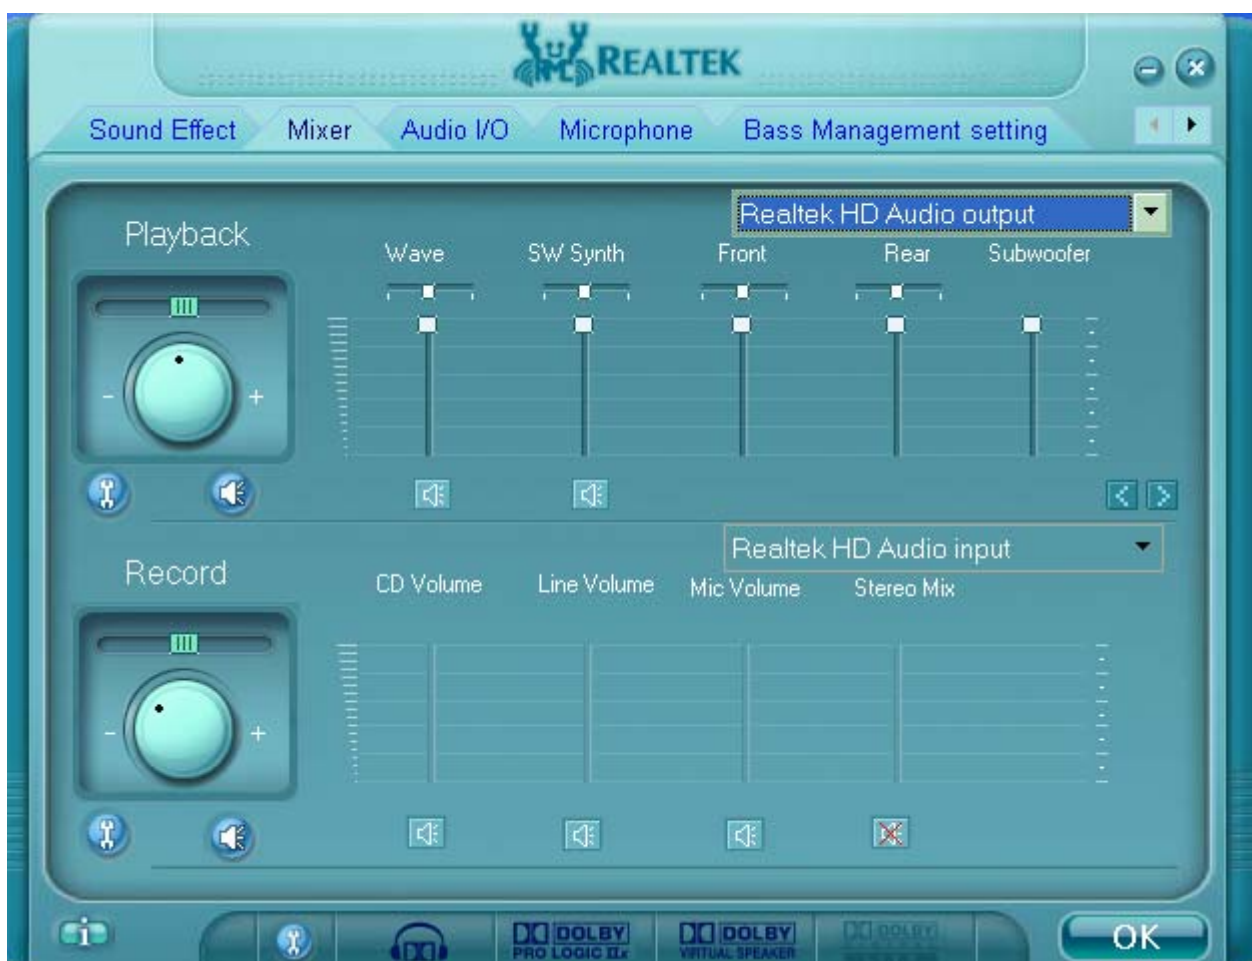 REALTEK
Sound Effect Mixer Audio I/O Microphone Bass Management setting
Realtek HD Audio output
Playback
Wave SW Synth Front Rear Subwoofer
- +
Realtek HD Audio input
Record
CD Volume Line Volume Mic Volume Stereo Mix
- +
i
DOLBY DOLBY DOLBY
PRO LOGIC IIx VIRTUAL SPEAKER
OK